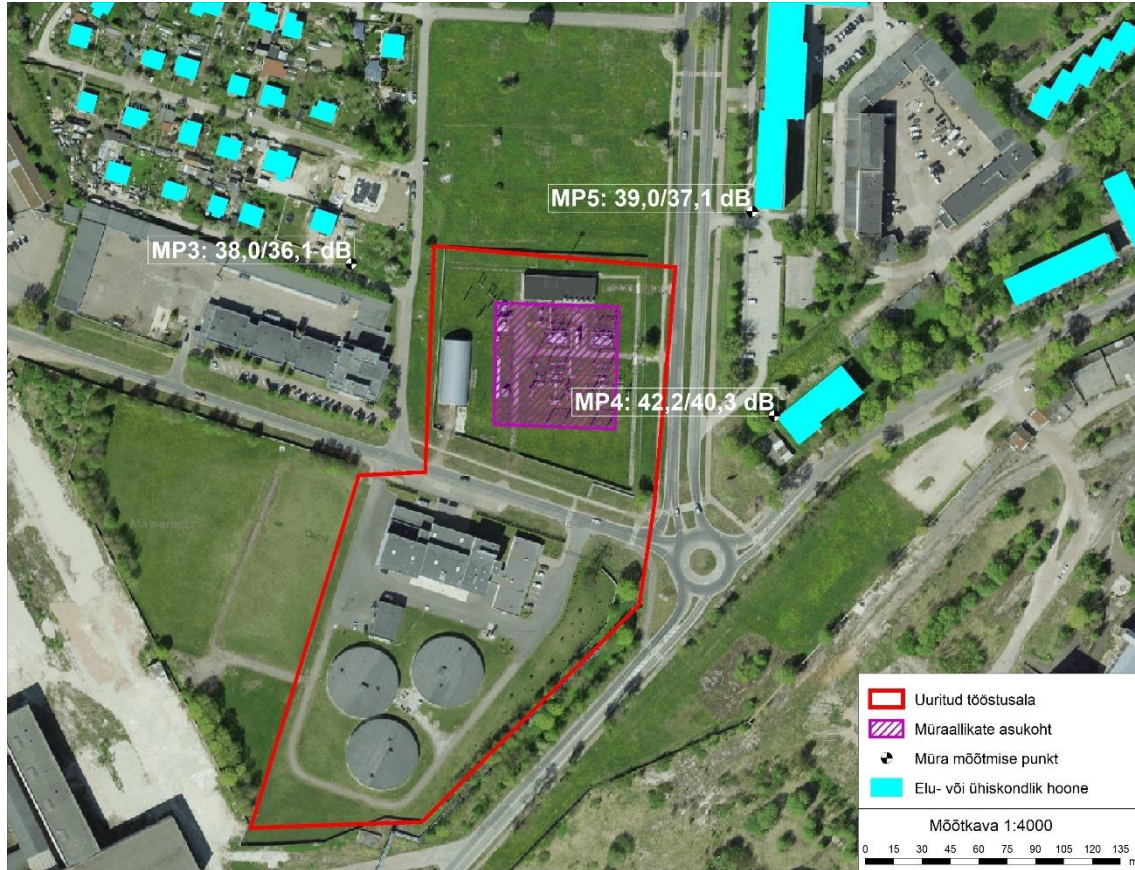 MP5: 39,0/37,1 dB
MP3: 38,0/36,1 dB
MP4: 42,2/40,3 dB
Uuritud tööstusala
Müraallikate asukoht
Müra mõõtmise punkt
Elu- või ühiskondlik hoone
Mõõtkava 1:4000
0 15 30 45 60 75 90 105 120 135
m